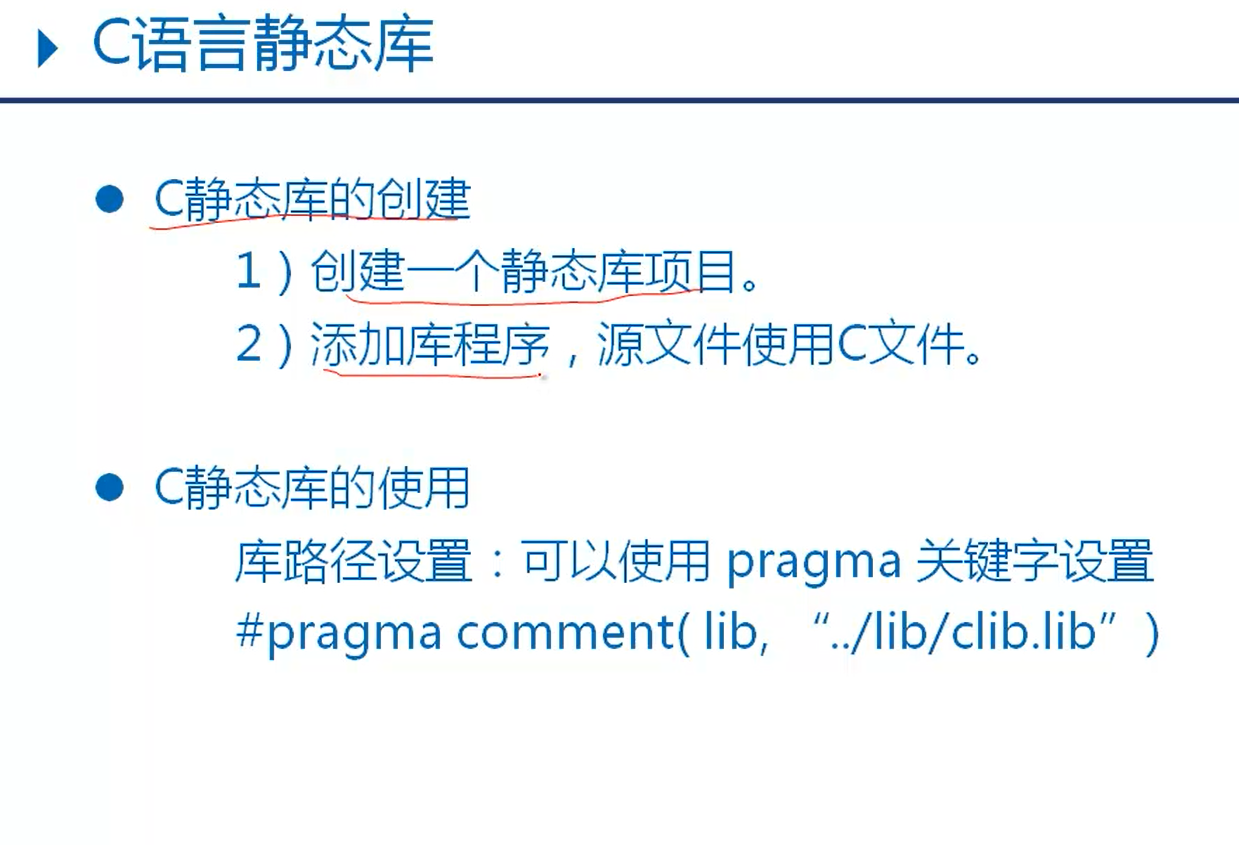 C语言静态库
C静态库的创建
1）创建一个静态库项目。
2）添加库程序，源文件使用C文件。
C静态库的使用
库路径设置：可以使用 pragma 关键字设置
#pragma comment( lib, “../lib/clib.lib” )